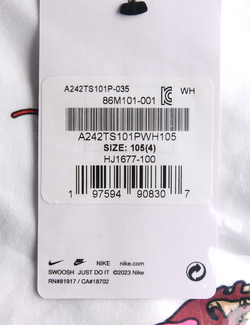 A242TS101P-035
86M101-001 WH
A242TS101PWH105
SIZE: 105(4)
HJ1677-100
1 97594 90830 7
NIKE nike.com
SWOOSH JUST DO IT ©2023 Nike
RN#81917 / CA#18702